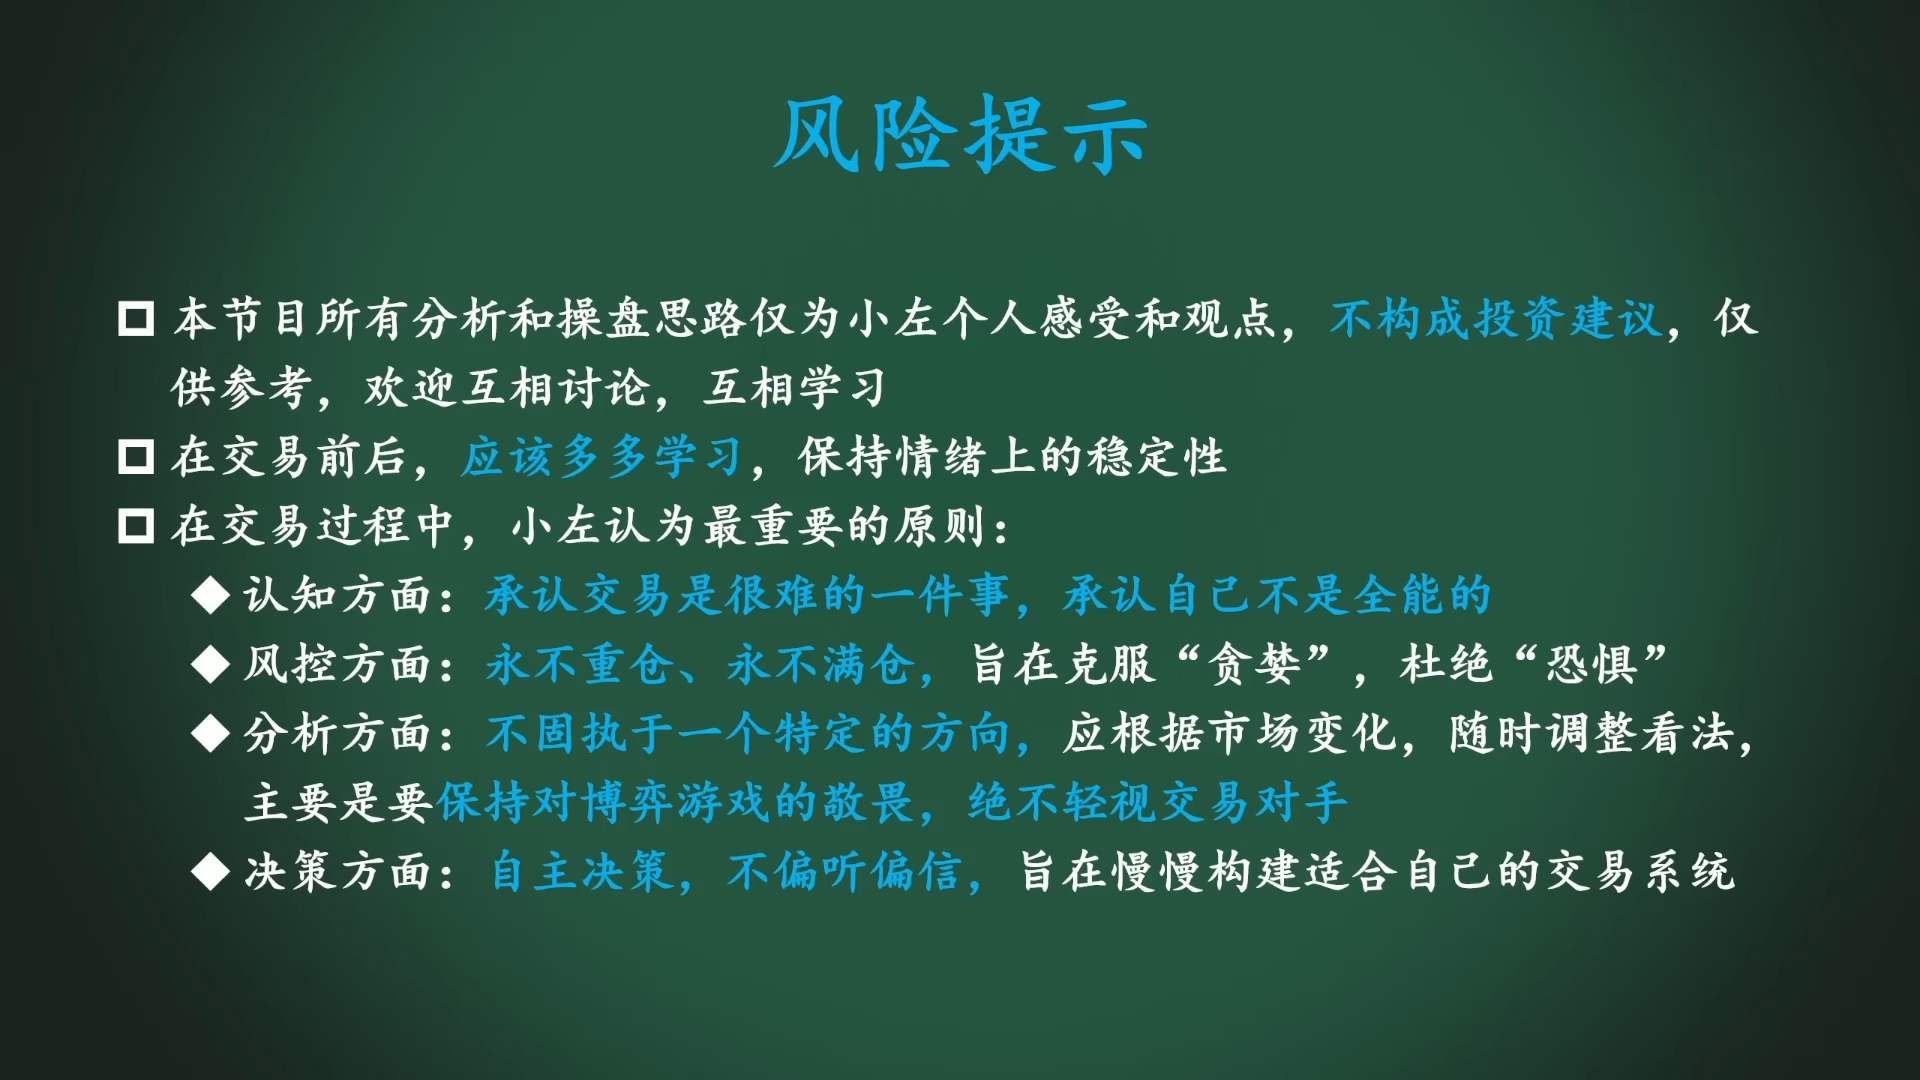 风险提示
本节目所有分析和操盘思路仅为小左个人感受和观点，不构成投资建议，仅
供参考，欢迎互相讨论，互相学习
在交易前后，应该多多学习，保持情绪上的稳定性
在交易过程中，小左认为最重要的原则：
认知方面：承认交易是很难的一件事，承认自己不是全能的
风控方面：永不重仓、永不满仓，旨在克服“贪婪”，杜绝“恐惧”
分析方面：不固执于一个特定的方向，应根据市场变化，随时调整看法，
主要是要保持对博弈游戏的敬畏，绝不轻视交易对手
决策方面：自主决策，不偏听偏信，旨在慢慢构建适合自己的交易系统